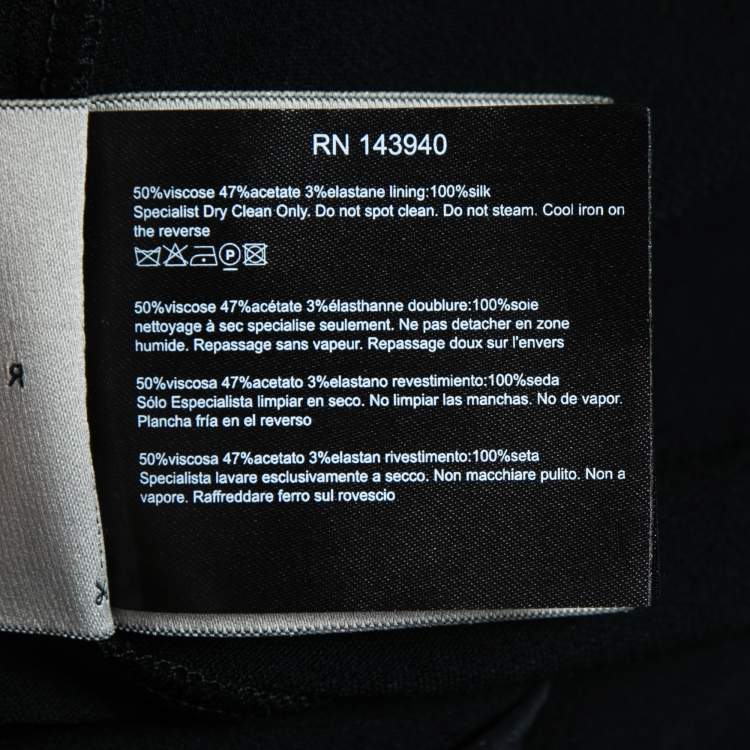 RN 143940
50%viscose 47%acetate 3%elastane lining:100%silk
Specialist Dry Clean Only. Do not spot clean. Do not steam. Cool iron on
the reverse
P
50%viscose 47%acétate 3%élasthanne doublure:100%soie
nettoyage à sec specialise seulement. Ne pas detacher en zone
humide. Repassage sans vapeur. Repassage doux sur l'envers
50%viscosa 47%acetato 3%elastano revestimiento:100%seda
Sólo Especialista limpiar en seco. No limpiar las manchas. No de vapor.
Plancha fría en el reverso
50%viscosa 47%acetato 3%elastan rivestimento:100%seta
Specialista lavare esclusivamente a secco. Non macchiare pulito. Non a
vapore. Raffreddare ferro sul rovescio